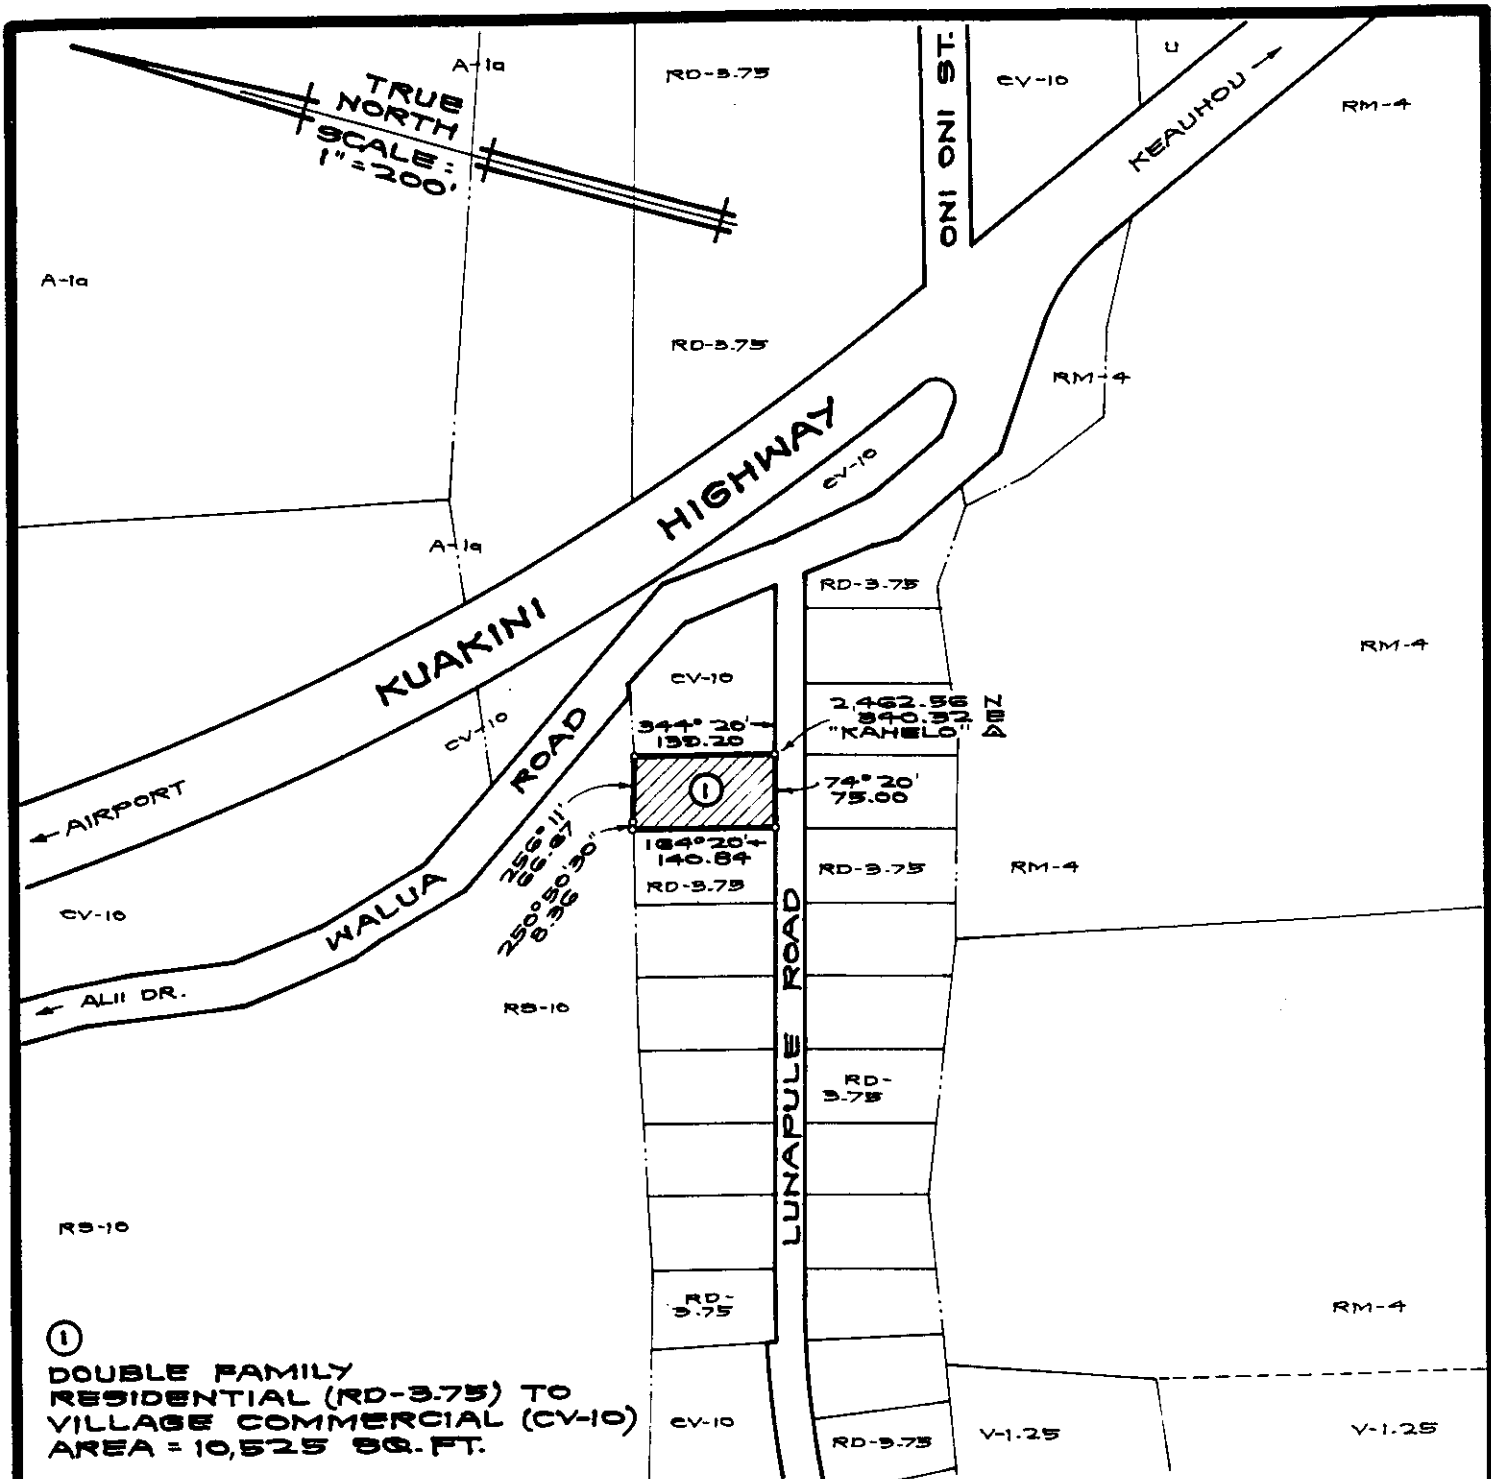 TRUE
NORTH
SCALE:
1"=200'
A-1a
RD-3.75
ONI ONI ST.
CV-10
U
KEAUHOU →
RM-4
A-1a
RD-3.75
RM-4
KUAKINI HIGHWAY
CV-10
A-1a
RD-3.75
RM-4
CV-10
2,462.56 N
840.32 E
"KAHELO" △
344° 20'
139.20
CV-10
WALUA ROAD
1
74° 20'
75.00
← AIRPORT
256° 11'
66.67
250° 50' 30"
8.36
164° 20'
140.84
RD-3.75
RD-3.75
RM-4
CV-10
← ALII DR.
RS-10
LUNAPULE ROAD
RD-
3.75
RS-10
RD-
3.75
RM-4
1
DOUBLE FAMILY
RESIDENTIAL (RD-3.75) TO
VILLAGE COMMERCIAL (CV-10)
AREA = 10,525 SQ. FT.
CV-10
RD-3.75
V-1.25
V-1.25